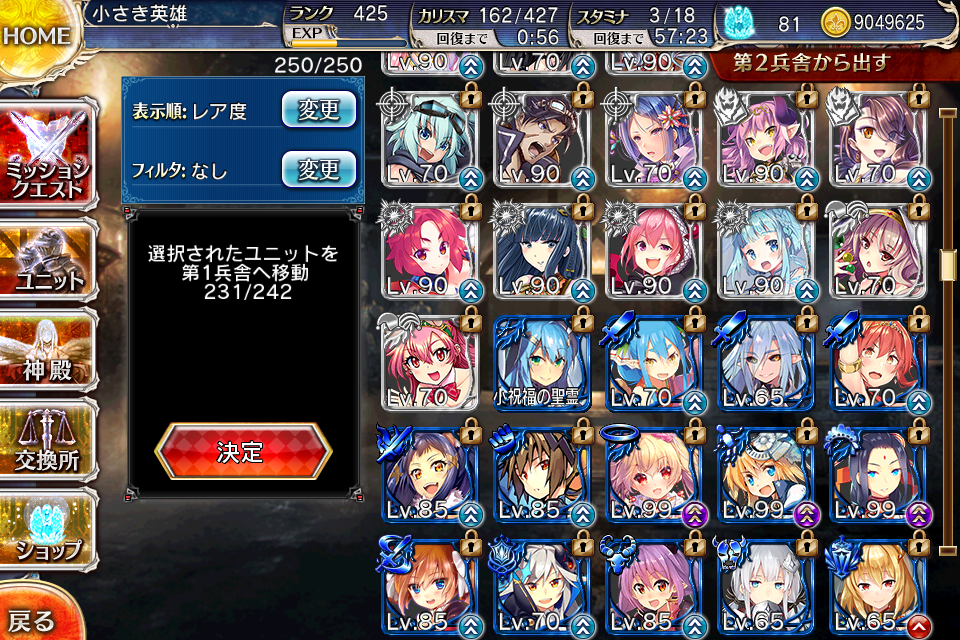 HOME
小さき英雄
ランク 425
EXP
カリスマ 162/427
回復まで 0:56
スタミナ 3/18
回復まで 57:23
81
9049625
250/250
第2兵舎から出す
表示順: レア度
変更
フィルタ: なし
変更
選択されたユニットを
第1兵舎へ移動
231/242
決定
ミッション
クエスト
ユニット
神殿
交換所
ショップ
戻る
Lv.90 Lv.70 Lv.90
Lv.70 Lv.90 Lv.70 Lv.90 Lv.70
Lv.90 Lv.90 Lv.90 Lv.90 Lv.70
Lv.70 小祝福の聖霊 Lv.70 Lv.65 Lv.70
Lv.85 Lv.85 Lv.99 Lv.99 Lv.99
Lv.85 Lv.70 Lv.85 Lv.65 Lv.65